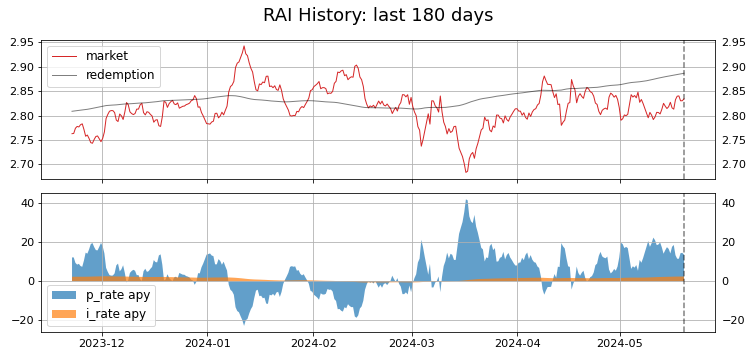 RAI History: last 180 days
2.95 2.95
market
2.90 2.90
redemption
2.85 2.85
2.80 2.80
2.75 2.75
2.70 2.70
40 40
20 20
0 0
p_rate apy
i_rate apy
−20 −20
2023-12 2024-01 2024-02 2024-03 2024-04 2024-05